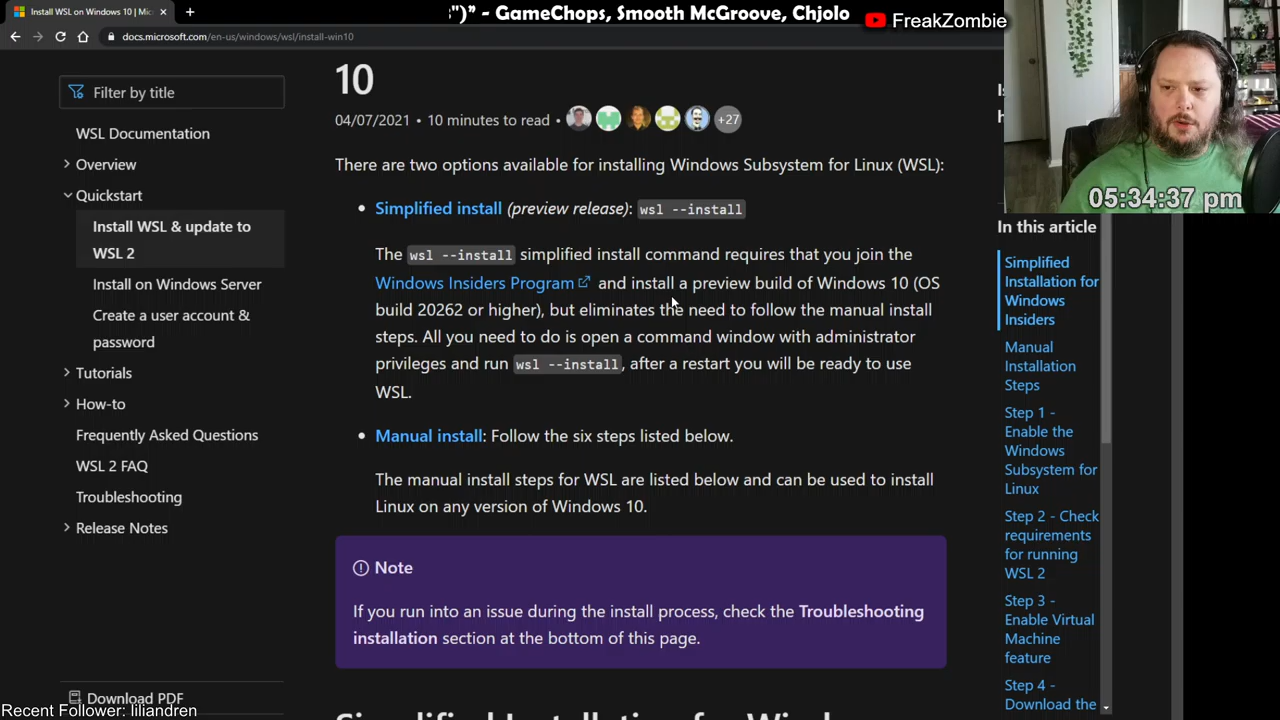 Install WSL on Windows 10 | Mic
")" - GameChops, Smooth McGroove, Chjolo
FreakZombie
docs.microsoft.com/en-us/windows/wsl/install-win10
Filter by title
WSL Documentation
Overview
Quickstart
Install WSL & update to
WSL 2
Install on Windows Server
Create a user account &
password
Tutorials
How-to
Frequently Asked Questions
WSL 2 FAQ
Troubleshooting
Release Notes
Download PDF
Recent Follower: liliandren
10
04/07/2021 • 10 minutes to read •
+27
There are two options available for installing Windows Subsystem for Linux (WSL):
• Simplified install (preview release): wsl --install
The wsl --install simplified install command requires that you join the
Windows Insiders Program and install a preview build of Windows 10 (OS
build 20262 or higher), but eliminates the need to follow the manual install
steps. All you need to do is open a command window with administrator
privileges and run wsl --install, after a restart you will be ready to use
WSL.
• Manual install: Follow the six steps listed below.
The manual install steps for WSL are listed below and can be used to install
Linux on any version of Windows 10.
Note
If you run into an issue during the install process, check the Troubleshooting
installation section at the bottom of this page.
05:34:37 pm
In this article
Simplified
Installation for
Windows
Insiders
Manual
Installation
Steps
Step 1 -
Enable the
Windows
Subsystem for
Linux
Step 2 - Check
requirements
for running
WSL 2
Step 3 -
Enable Virtual
Machine
feature
Step 4 -
Download the